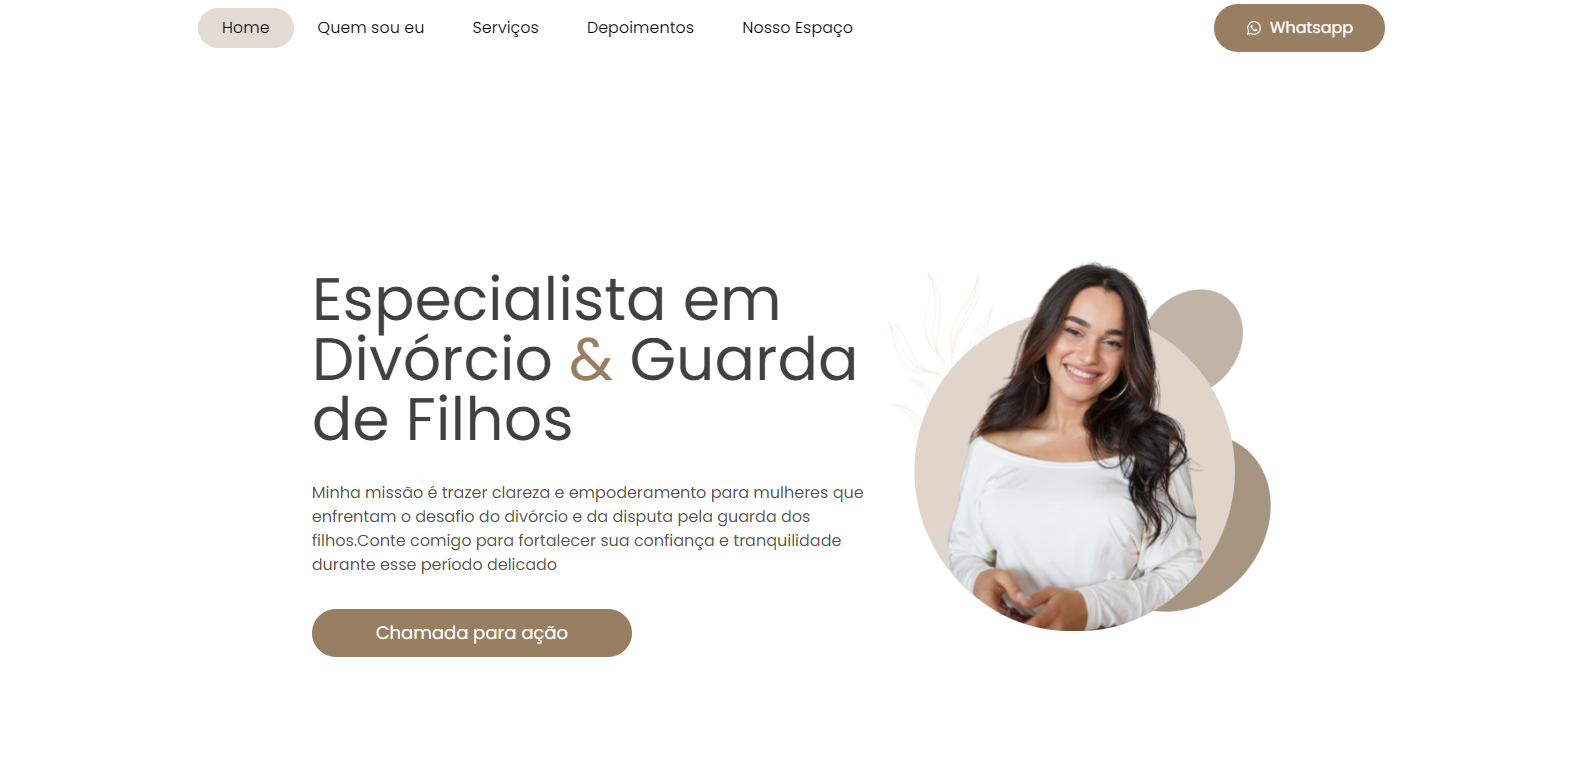 Home
Quem sou eu
Serviços
Depoimentos
Nosso Espaço
Whatsapp
Especialista em
Divórcio & Guarda
de Filhos
Minha missão é trazer clareza e empoderamento para mulheres que
enfrentam o desafio do divórcio e da disputa pela guarda dos
filhos.Conte comigo para fortalecer sua confiança e tranquilidade
durante esse período delicado
Chamada para ação